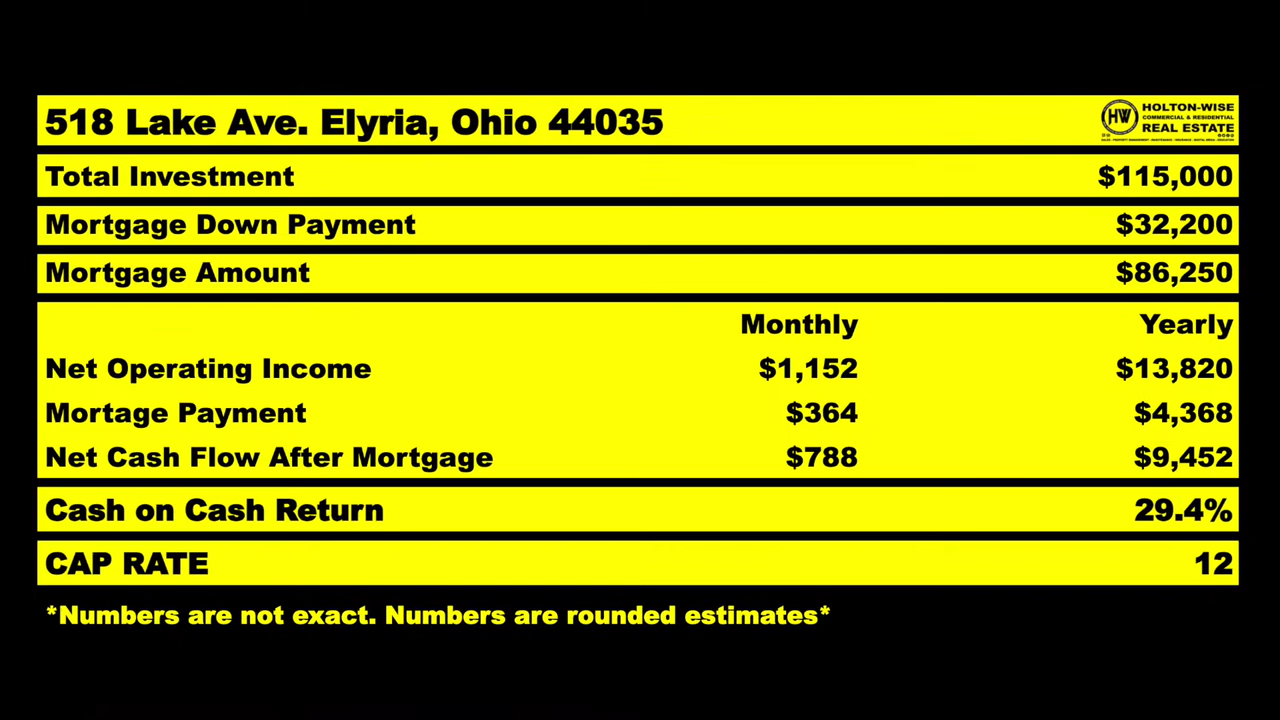 518 Lake Ave. Elyria, Ohio 44035
HW
HOLTON-WISE
COMMERCIAL & RESIDENTIAL
REAL ESTATE
Total Investment $115,000
Mortgage Down Payment $32,200
Mortgage Amount $86,250
Monthly Yearly
Net Operating Income $1,152 $13,820
Mortage Payment $364 $4,368
Net Cash Flow After Mortgage $788 $9,452
Cash on Cash Return 29.4%
CAP RATE 12
*Numbers are not exact. Numbers are rounded estimates*